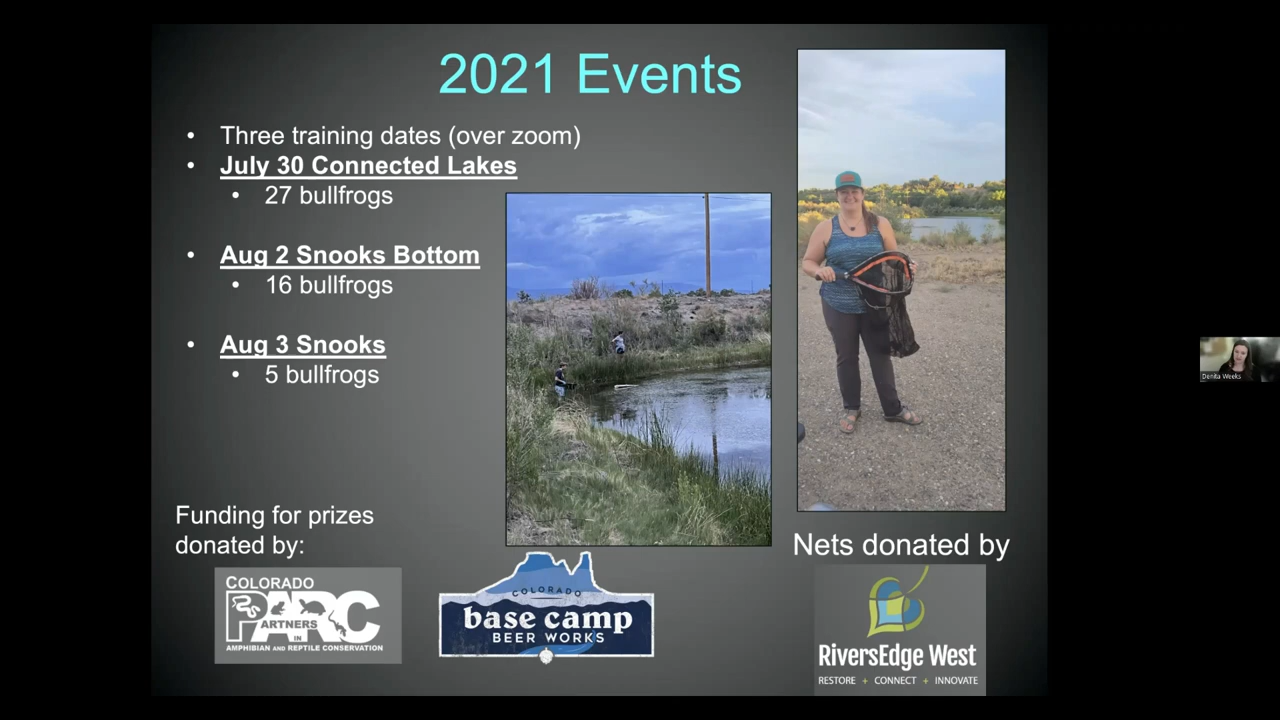 2021 Events
• Three training dates (over zoom)
• July 30 Connected Lakes
• 27 bullfrogs
• Aug 2 Snooks Bottom
• 16 bullfrogs
• Aug 3 Snooks
• 5 bullfrogs
Funding for prizes
donated by:
COLORADO
PARC
PARTNERS
IN
AMPHIBIAN AND REPTILE CONSERVATION
COLORADO
base camp
BEER WORKS
Nets donated by
RiversEdge West
RESTORE + CONNECT + INNOVATE
Denita Weeks